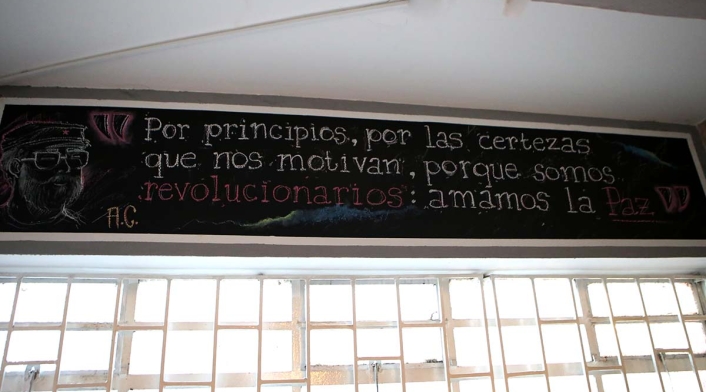 " Por principios, por las certezas
que nos motivan, porque somos
revolucionarios: amamos la Paz "
A.C.